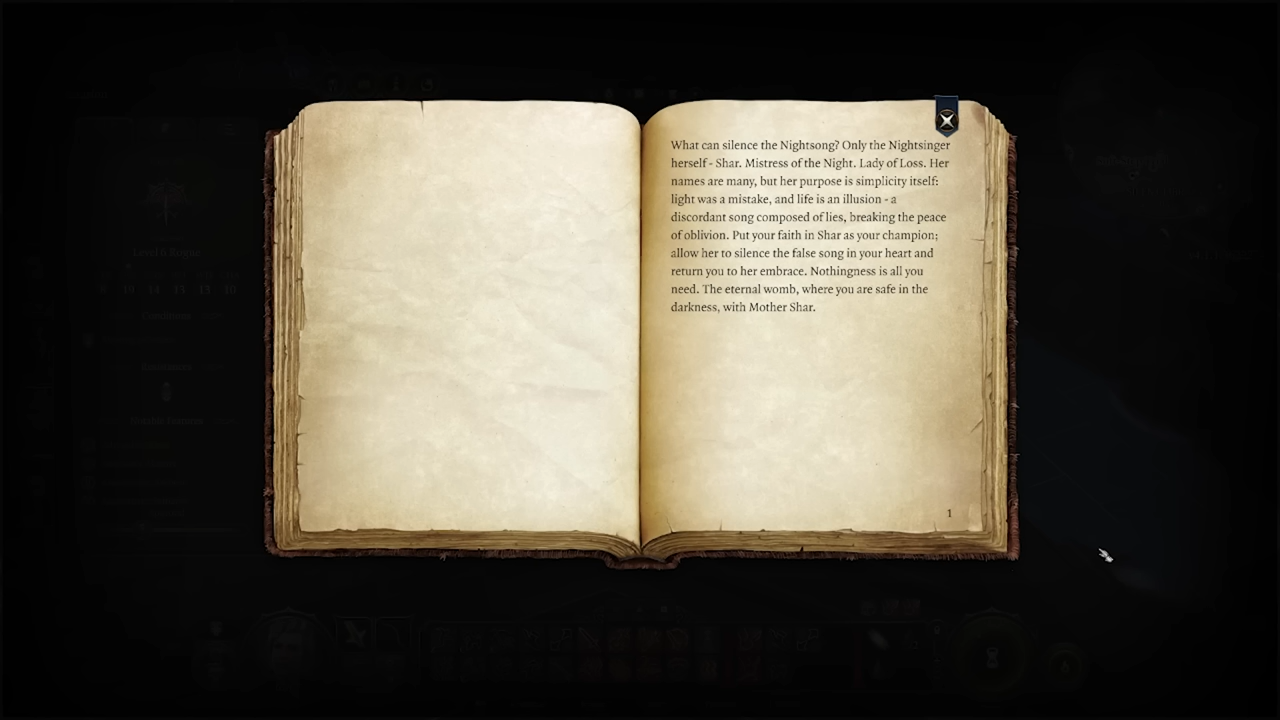 What can silence the Nightsong? Only the Nightsinger
herself - Shar. Mistress of the Night. Lady of Loss. Her
names are many, but her purpose is simplicity itself:
light was a mistake, and life is an illusion - a
discordant song composed of lies, breaking the peace
of oblivion. Put your faith in Shar as your champion;
allow her to silence the false song in your heart and
return you to her embrace. Nothingness is all you
need. The eternal womb, where you are safe in the
darkness, with Mother Shar.
1